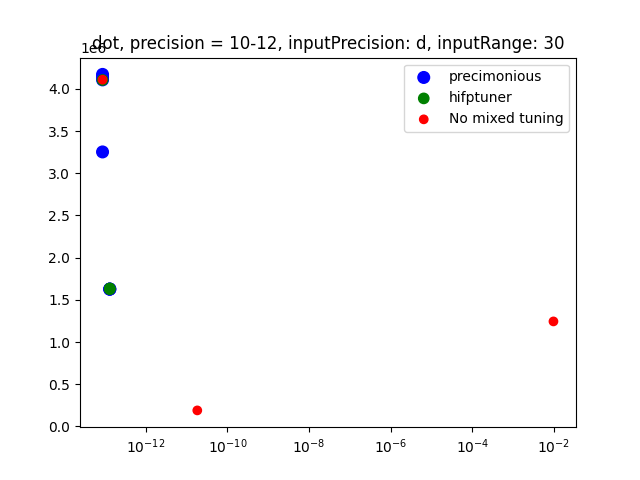 dot, precision = 10-12, inputPrecision: d, inputRange: 30
1e6
precimonious
hifptuner
No mixed tuning
4.0
3.5
3.0
2.5
2.0
1.5
1.0
0.5
0.0
10⁻¹² 10⁻¹⁰ 10⁻⁸ 10⁻⁶ 10⁻⁴ 10⁻²